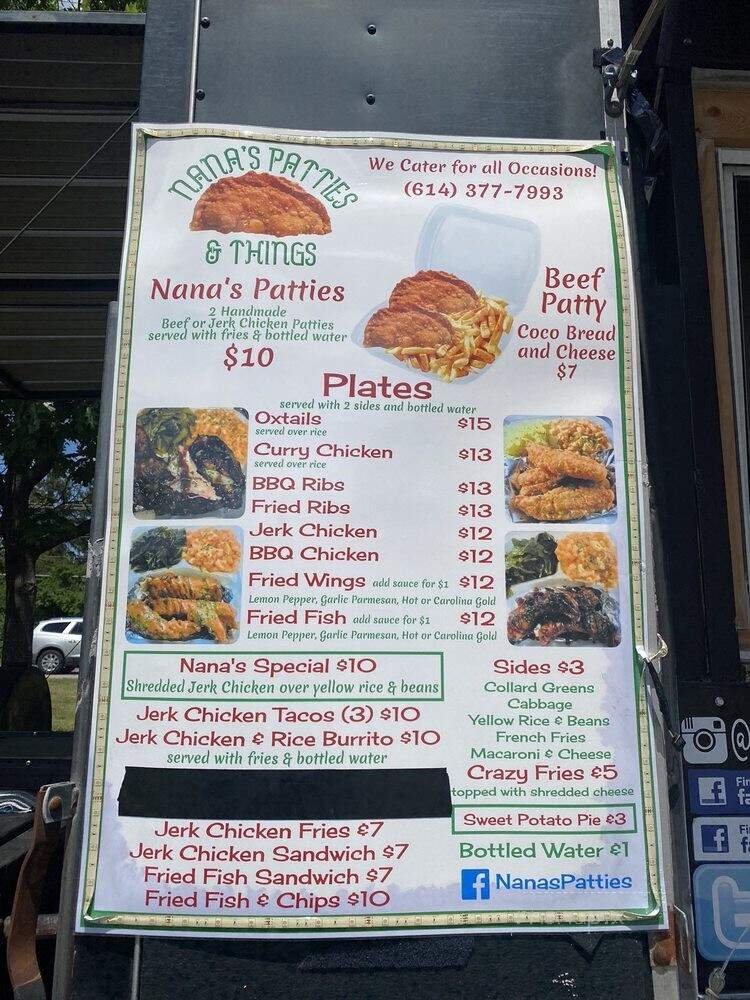 NANA'S PATTIES
& THINGS
We Cater for all Occasions!
(614) 377-7993
Nana's Patties
2 Handmade
Beef or Jerk Chicken Patties
served with fries & bottled water
$10
Beef
Patty
Coco Bread
and Cheese
$7
Plates
served with 2 sides and bottled water
Oxtails $15
served over rice
Curry Chicken $13
served over rice
BBQ Ribs $13
Fried Ribs $13
Jerk Chicken $12
BBQ Chicken $12
Fried Wings add sauce for $1 $12
Lemon Pepper, Garlic Parmesan, Hot or Carolina Gold
Fried Fish add sauce for $1 $12
Lemon Pepper, Garlic Parmesan, Hot or Carolina Gold
Nana's Special $10
Shredded Jerk Chicken over yellow rice & beans
Jerk Chicken Tacos (3) $10
Jerk Chicken & Rice Burrito $10
served with fries & bottled water
Jerk Chicken Fries $7
Jerk Chicken Sandwich $7
Fried Fish Sandwich $7
Fried Fish & Chips $10
Sides $3
Collard Greens
Cabbage
Yellow Rice & Beans
French Fries
Macaroni & Cheese
Crazy Fries $5
topped with shredded cheese
Sweet Potato Pie $3
Bottled Water $1
f NanasPatties
@
f
f